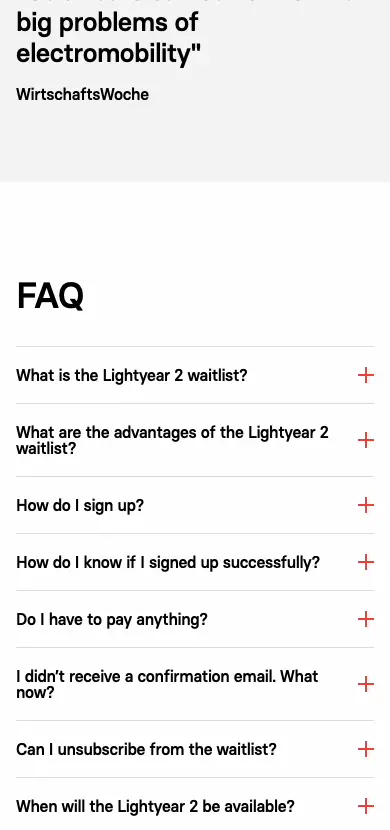 big problems of
electromobility"
WirtschaftsWoche
FAQ
What is the Lightyear 2 waitlist?
What are the advantages of the Lightyear 2
waitlist?
How do I sign up?
How do I know if I signed up successfully?
Do I have to pay anything?
I didn’t receive a confirmation email. What
now?
Can I unsubscribe from the waitlist?
When will the Lightyear 2 be available?